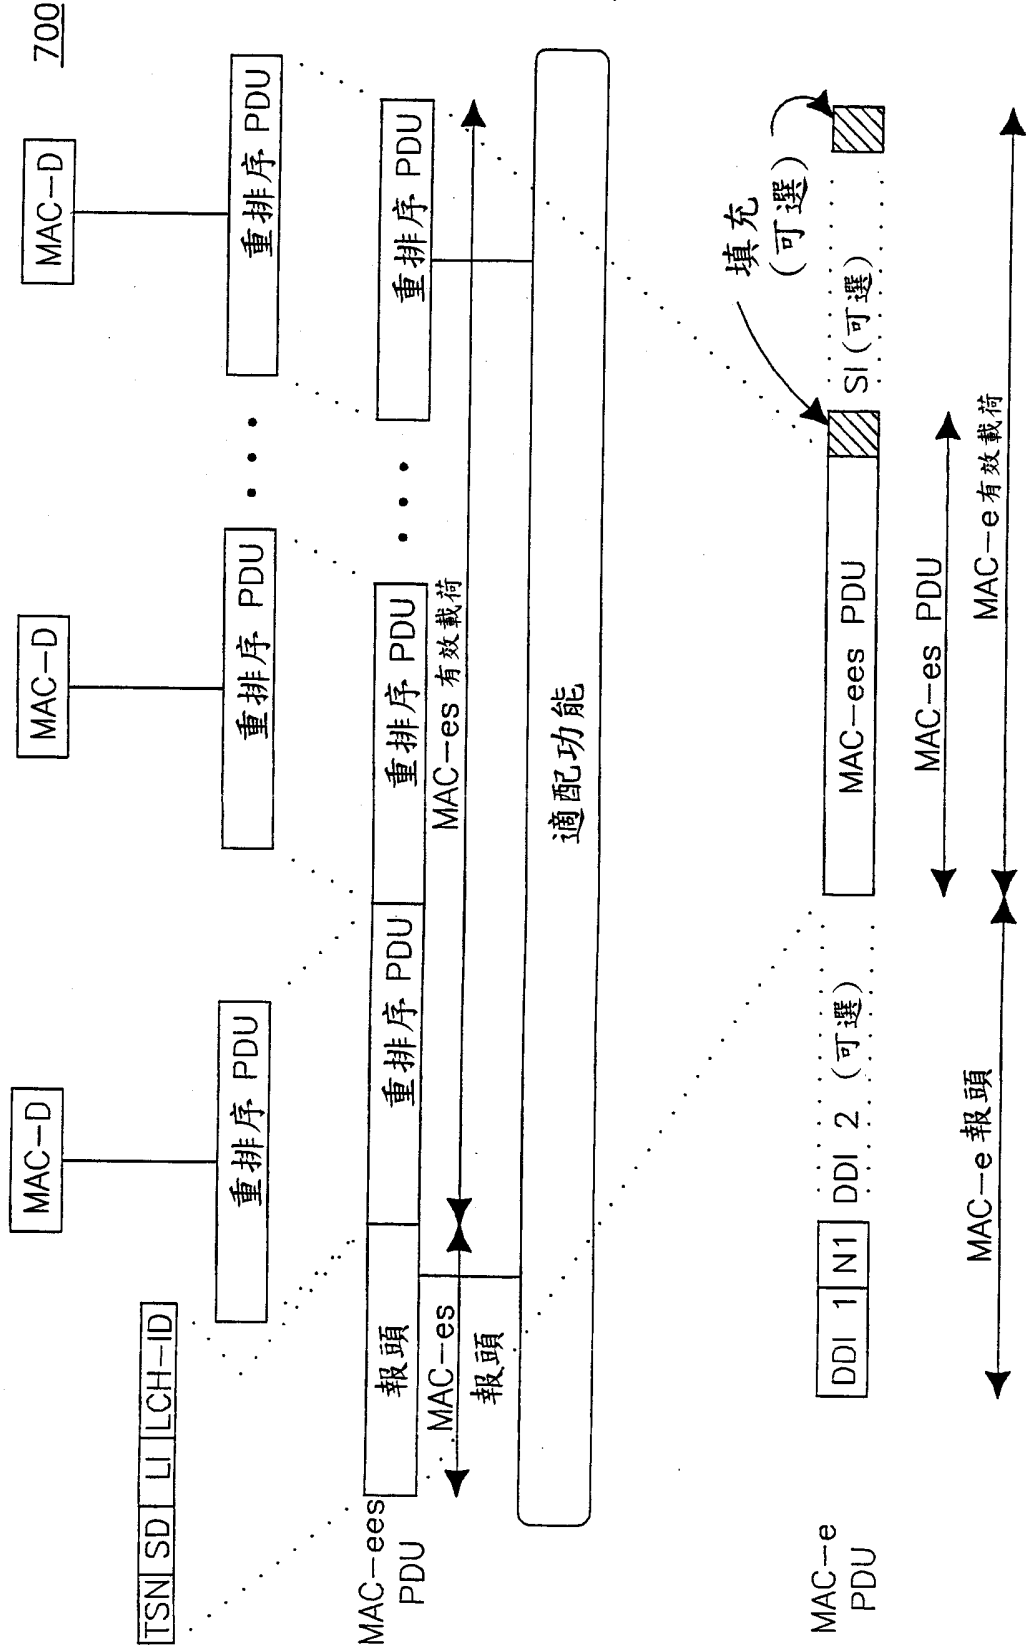 700
MAC-D
MAC-D
MAC-D
TSN SD LI LCH-ID
重排序 PDU
重排序 PDU
重排序 PDU
MAC-ees
PDU
報頭
重排序 PDU
重排序 PDU
重排序 PDU
MAC-es
報頭
MAC-es 有效載荷
適配功能
填充
(可選)
MAC-e
PDU
DDI 1 N1 DDI 2 (可選)
MAC-ees PDU
SI (可選)
MAC-es PDU
MAC-e 報頭
MAC-e 有效載荷